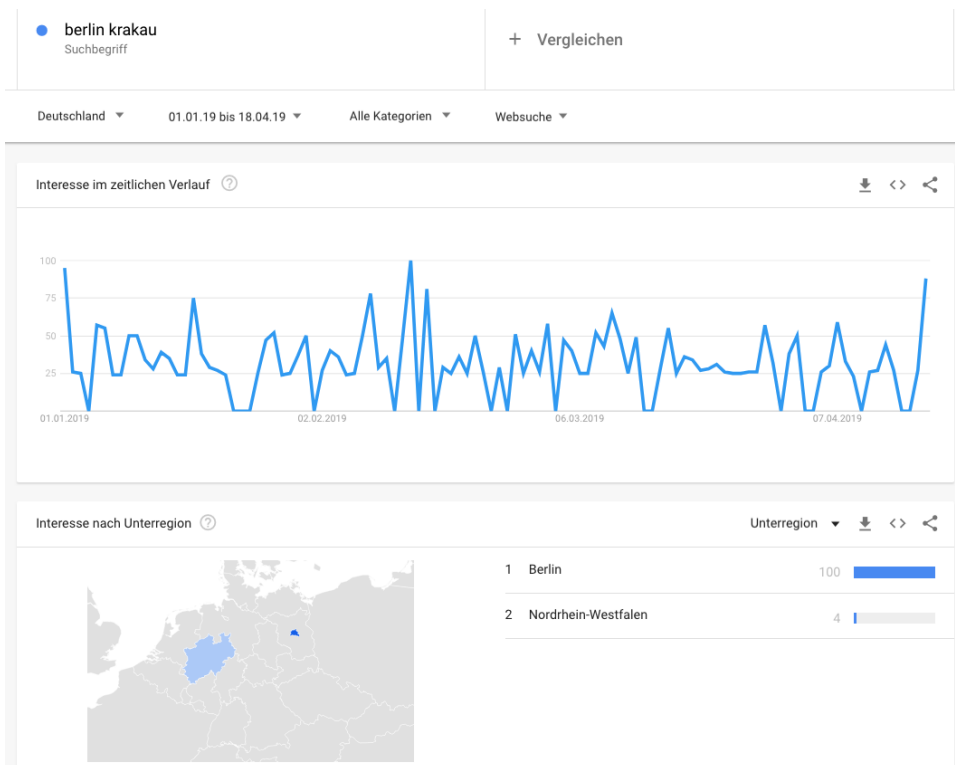 berlin krakau
Suchbegriff
+ Vergleichen
Deutschland
01.01.19 bis 18.04.19
Alle Kategorien
Websuche
Interesse im zeitlichen Verlauf ?
100
75
50
25
01.01.2019 02.02.2019 06.03.2019 07.04.2019
Interesse nach Unterregion ?
Unterregion
1 Berlin 100
2 Nordrhein-Westfalen 4